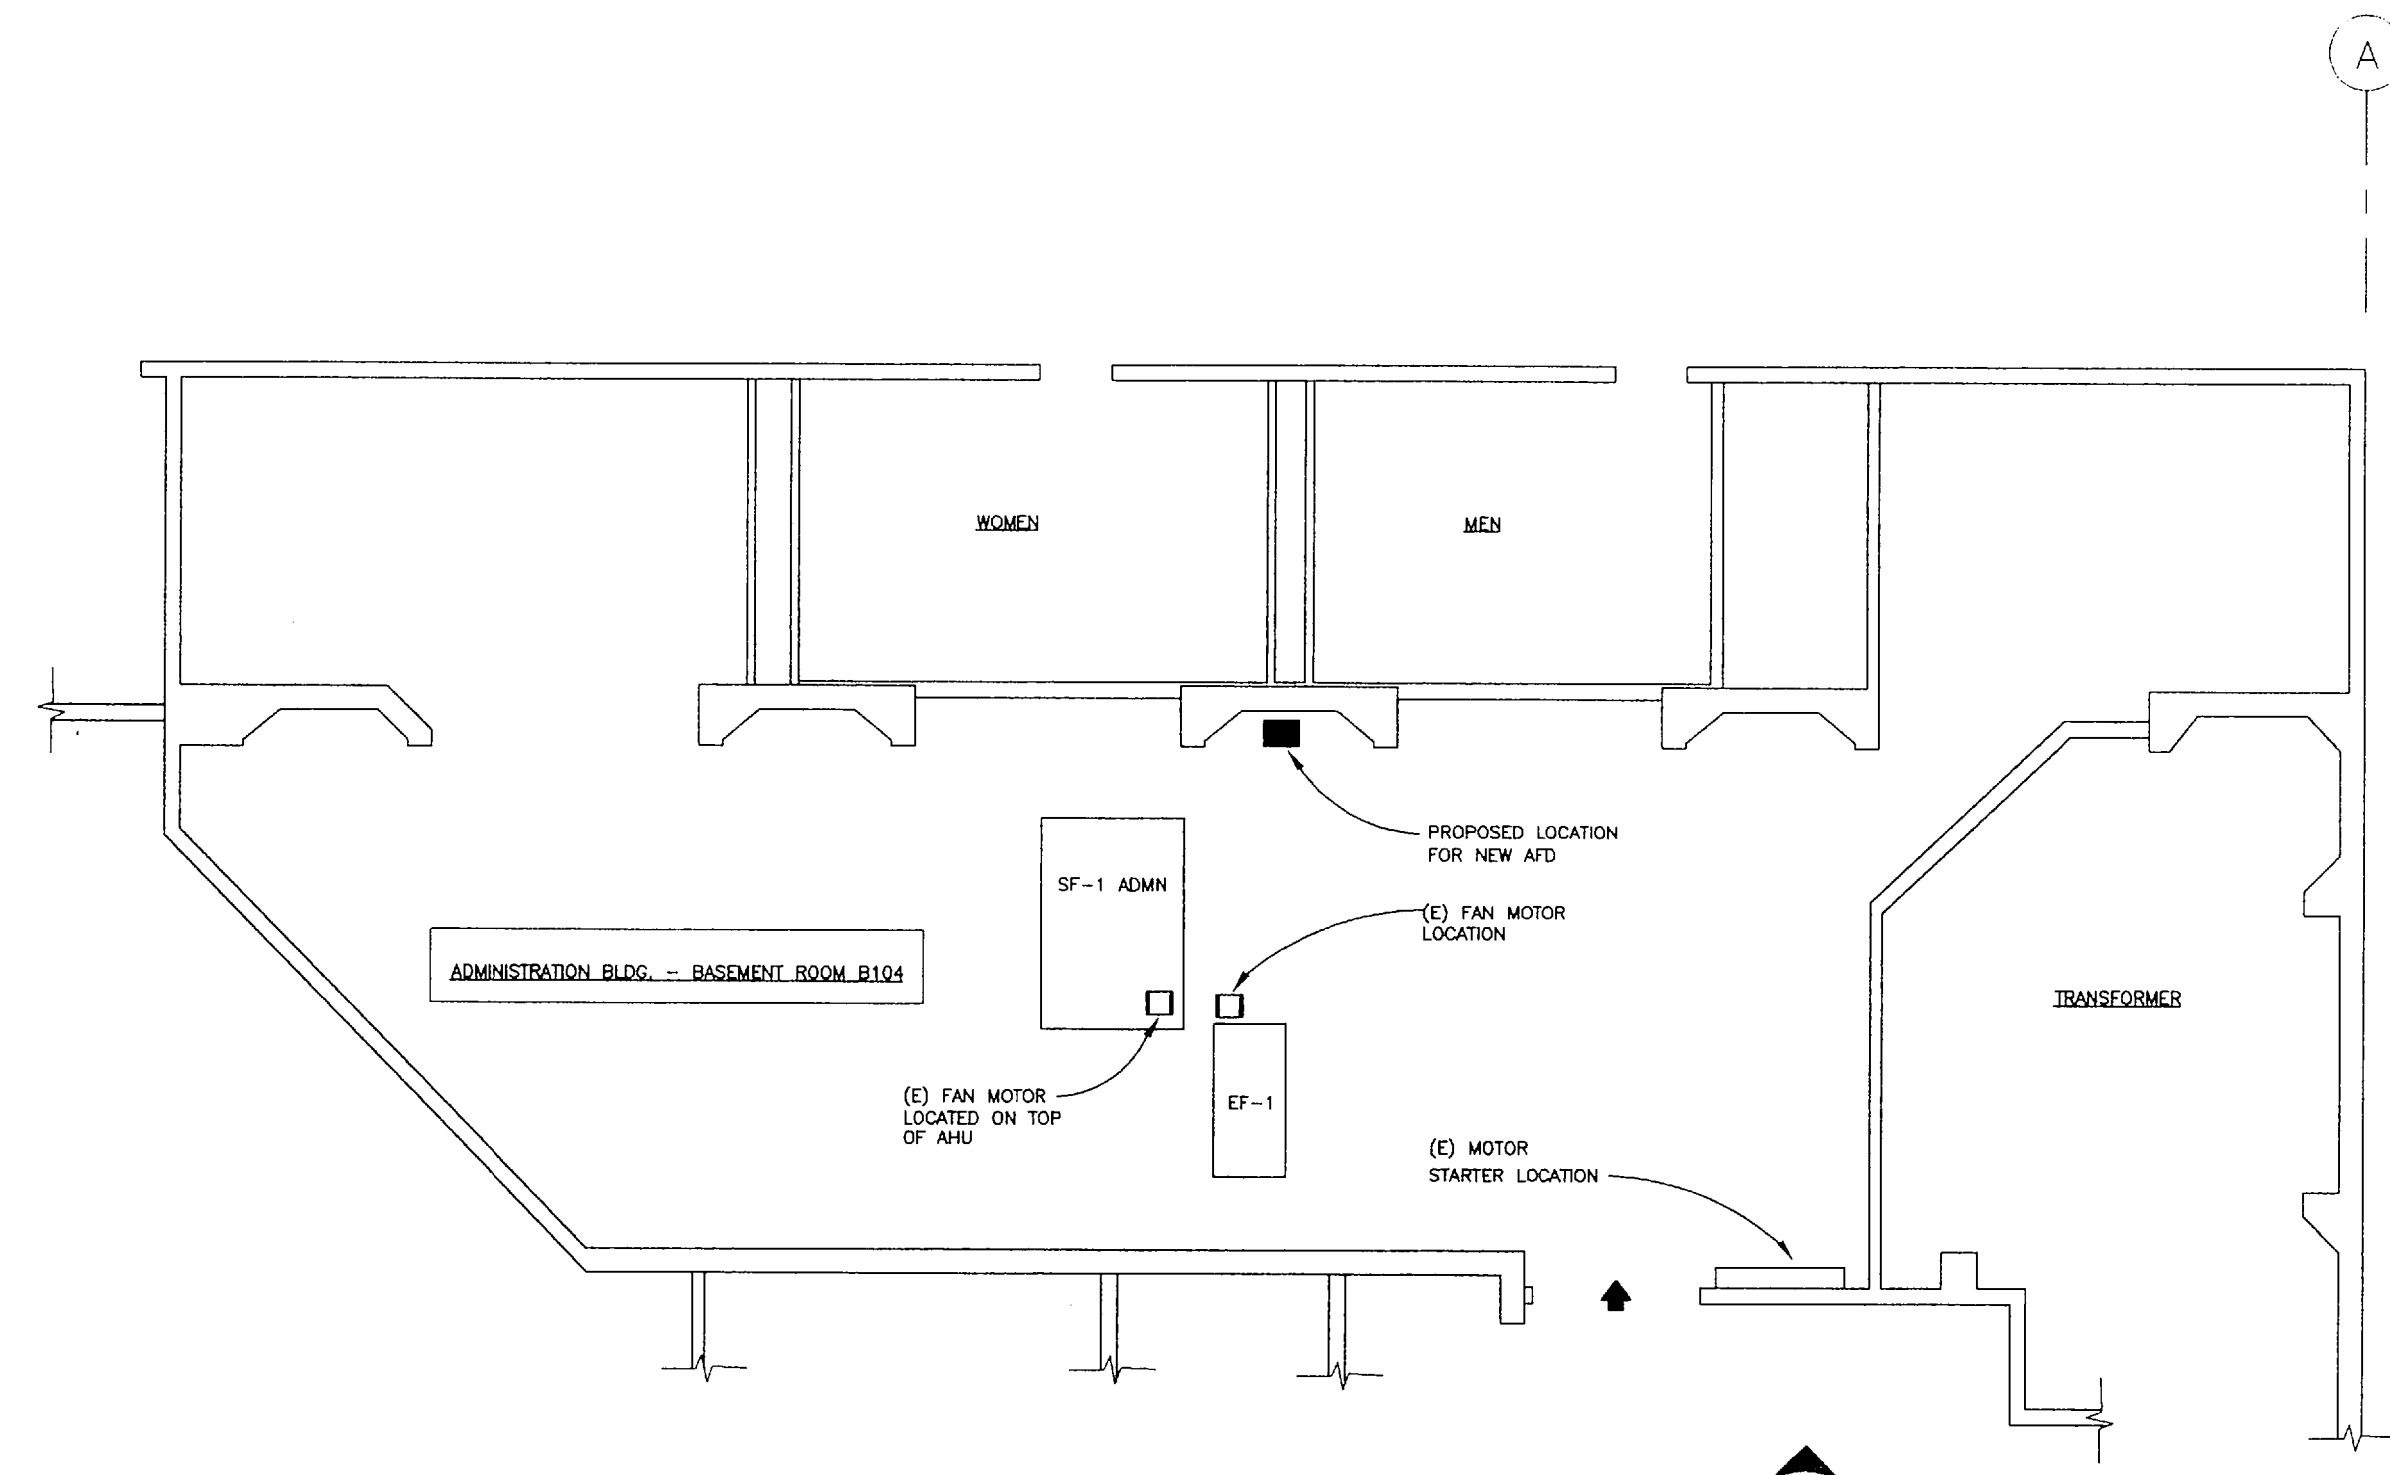 A
WOMEN
MEN
PROPOSED LOCATION
FOR NEW AFD
SF-1 ADMN
(E) FAN MOTOR
LOCATION
ADMINISTRATION BLDG. - BASEMENT ROOM B104
TRANSFORMER
(E) FAN MOTOR
LOCATED ON TOP
OF AHU
EF-1
(E) MOTOR
STARTER LOCATION